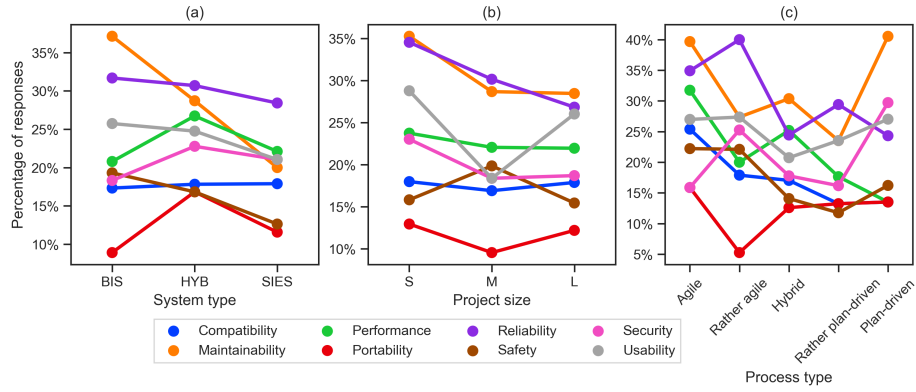 (a) (b) (c)
Percentage of responses
35%
30%
25%
20%
15%
10%
BIS HYB SIES
System type
35%
30%
25%
20%
15%
10%
S M L
Project size
40%
35%
30%
25%
20%
15%
10%
5%
Agile
Rather agile
Hybrid
Rather plan-driven
Plan-driven
Process type
Compatibility Performance Reliability Security
Maintainability Portability Safety Usability